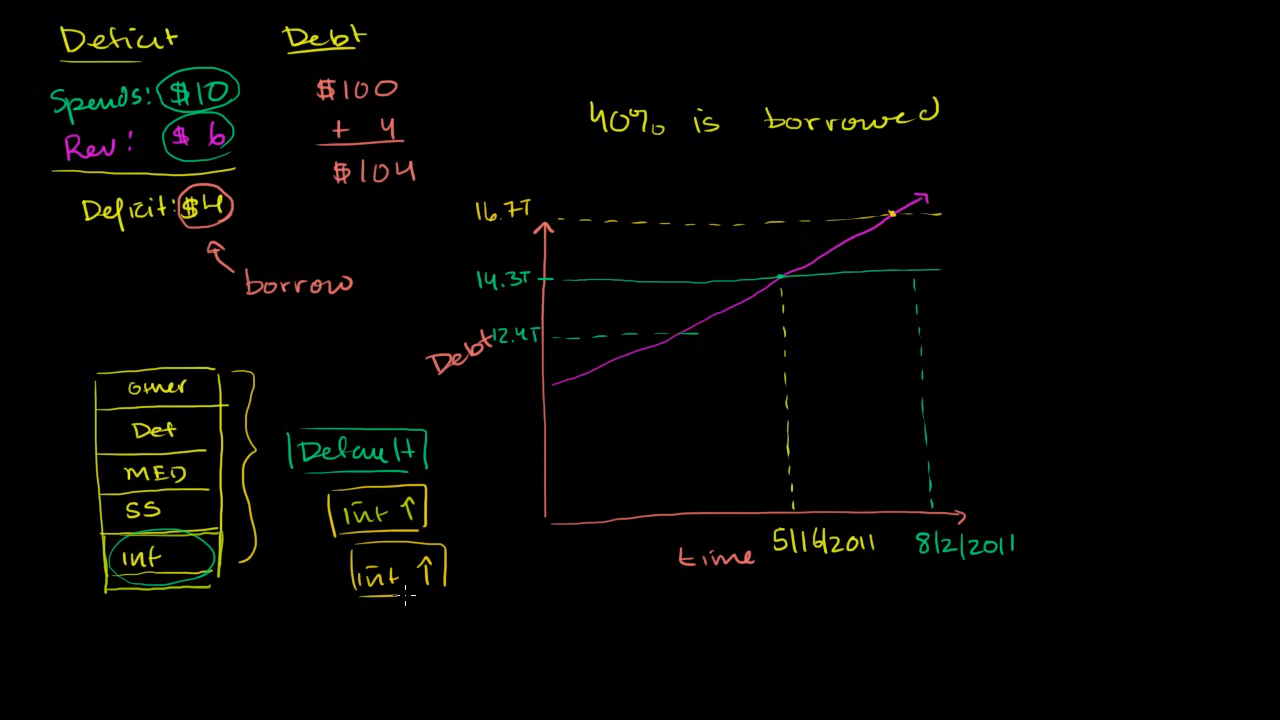 Deficit
Spends: $10
Rev: $ 6
Deficit: $4
borrow
Debt
$100
+ 4
$104
40% is borrowed
16.7T
14.3T
12.4T
Debt
time
5/16/2011
8/2/2011
other
Def
MED
SS
Int
Default
Int ↑
Int ↑